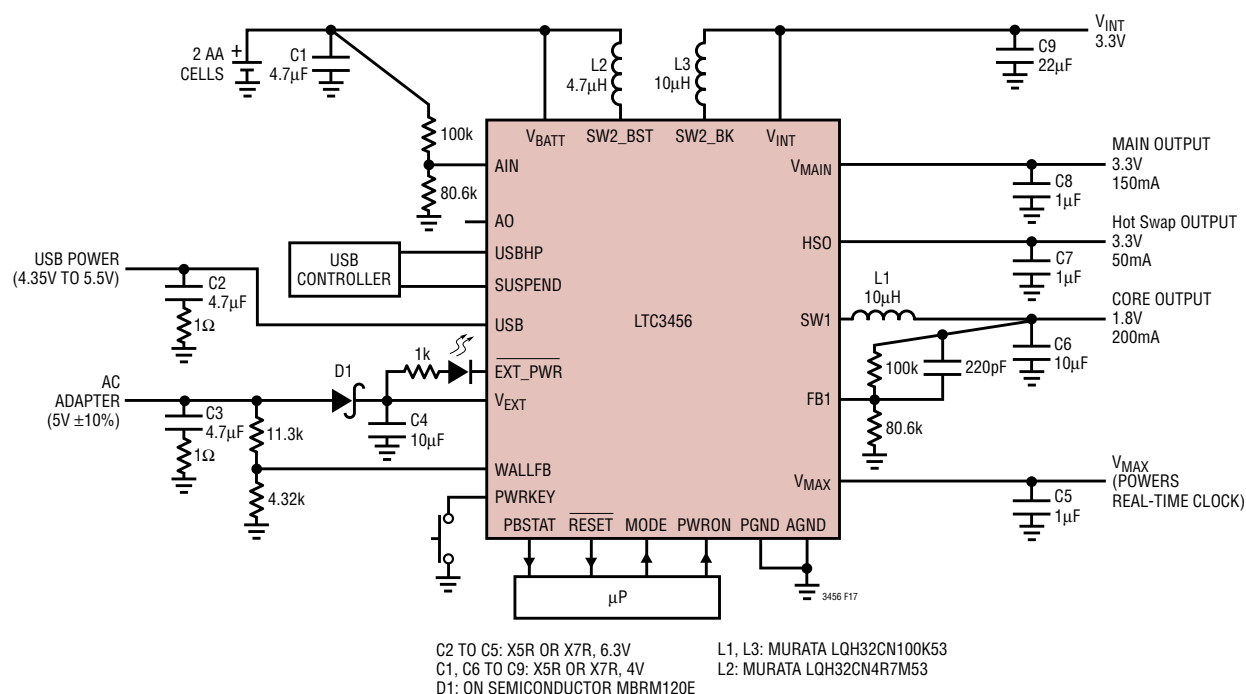 2 AA
CELLS
+
C1
4.7µF
L2
4.7µH
L3
10µH
C9
22µF
VINT
3.3V
100k
80.6k
VBATT
SW2_BST
SW2_BK
VINT
AIN
AO
USBHP
SUSPEND
USB
EXT_PWR
VEXT
WALLFB
PWRKEY
LTC3456
VMAIN
HSO
SW1
FB1
VMAX
PBSTAT
RESET
MODE
PWRON
PGND
AGND
MAIN OUTPUT
3.3V
150mA
C8
1µF
Hot Swap OUTPUT
3.3V
50mA
C7
1µF
L1
10µH
CORE OUTPUT
1.8V
200mA
C6
10µF
100k
220pF
80.6k
VMAX
(POWERS
REAL-TIME CLOCK)
C5
1µF
USB
CONTROLLER
USB POWER
(4.35V TO 5.5V)
C2
4.7µF
1Ω
1k
D1
AC
ADAPTER
(5V ±10%)
C3
4.7µF
1Ω
11.3k
C4
10µF
4.32k
µP
3456 F17
C2 TO C5: X5R OR X7R, 6.3V
C1, C6 TO C9: X5R OR X7R, 4V
D1: ON SEMICONDUCTOR MBRM120E
L1, L3: MURATA LQH32CN100K53
L2: MURATA LQH32CN4R7M53